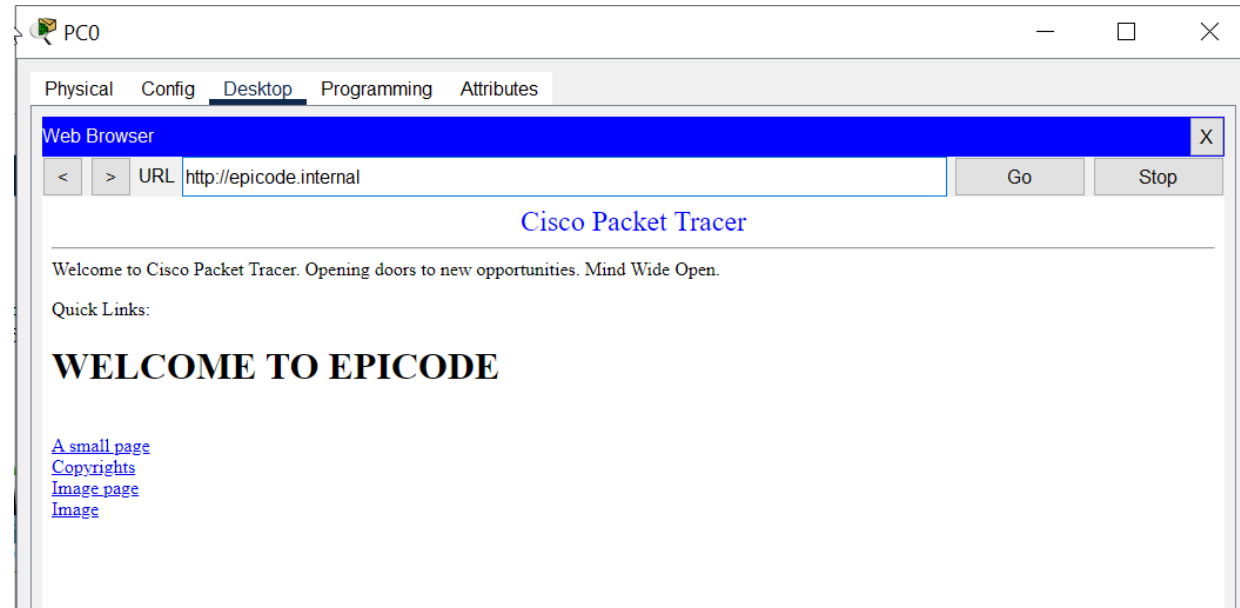 PC0
Physical Config Desktop Programming Attributes
Web Browser X
< > URL http://epicode.internal Go Stop
Cisco Packet Tracer
Welcome to Cisco Packet Tracer. Opening doors to new opportunities. Mind Wide Open.
Quick Links:
WELCOME TO EPICODE
A small page
Copyrights
Image page
Image